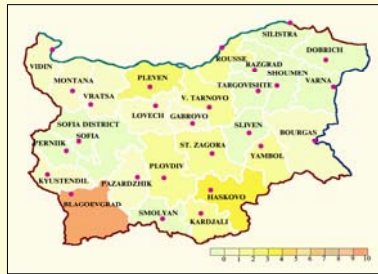 SILISTRA
VIDIN
ROUSSE
DOBRICH
RAZGRAD
MONTANA
PLEVEN
SHOUMEN
VARNA
TARGOVISHTE
VRATSA
V. TARNOVO
LOVECH
GABROVO
SOFIA DISTRICT
SOFIA
SLIVEN
BOURGAS
PERNIIK
ST. ZAGORA
YAMBOL
KYUSTENDIL
PAZARDZHIK
PLOVDIV
BLAGOEVGRAD
HASKOVO
SMOLYAN
KARDJALI
0 1 2 3 4 5 6 7 8 9 10